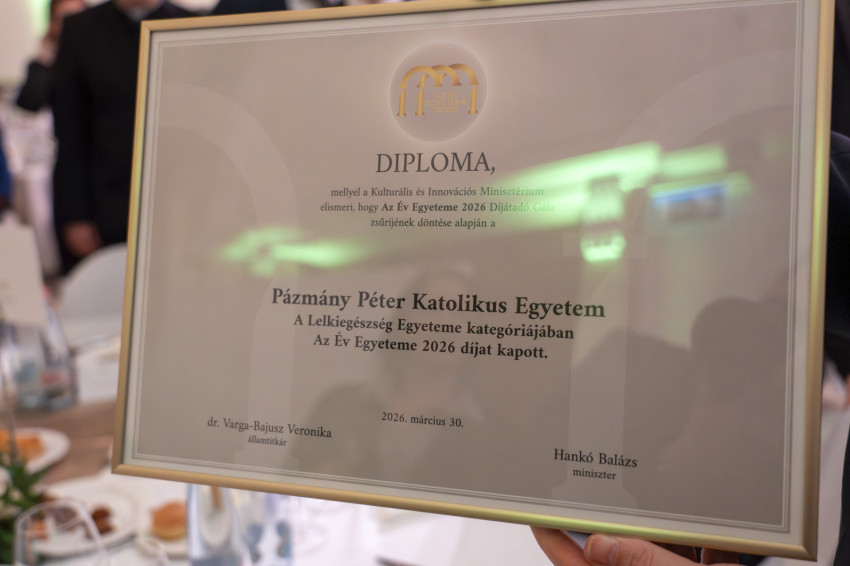 DIPLOMA,
mellyel a Kulturális és Innovációs Minisztérium
elismeri, hogy Az Év Egyeteme 2026 Díjátadó Gála
zsűrijének döntése alapján a
Pázmány Péter Katolikus Egyetem
A Lelkiegészség Egyeteme kategóriájában
Az Év Egyeteme 2026 díjat kapott.
2026. március 30.
dr. Varga-Bajusz Veronika
államtitkár
Hankó Balázs
miniszter